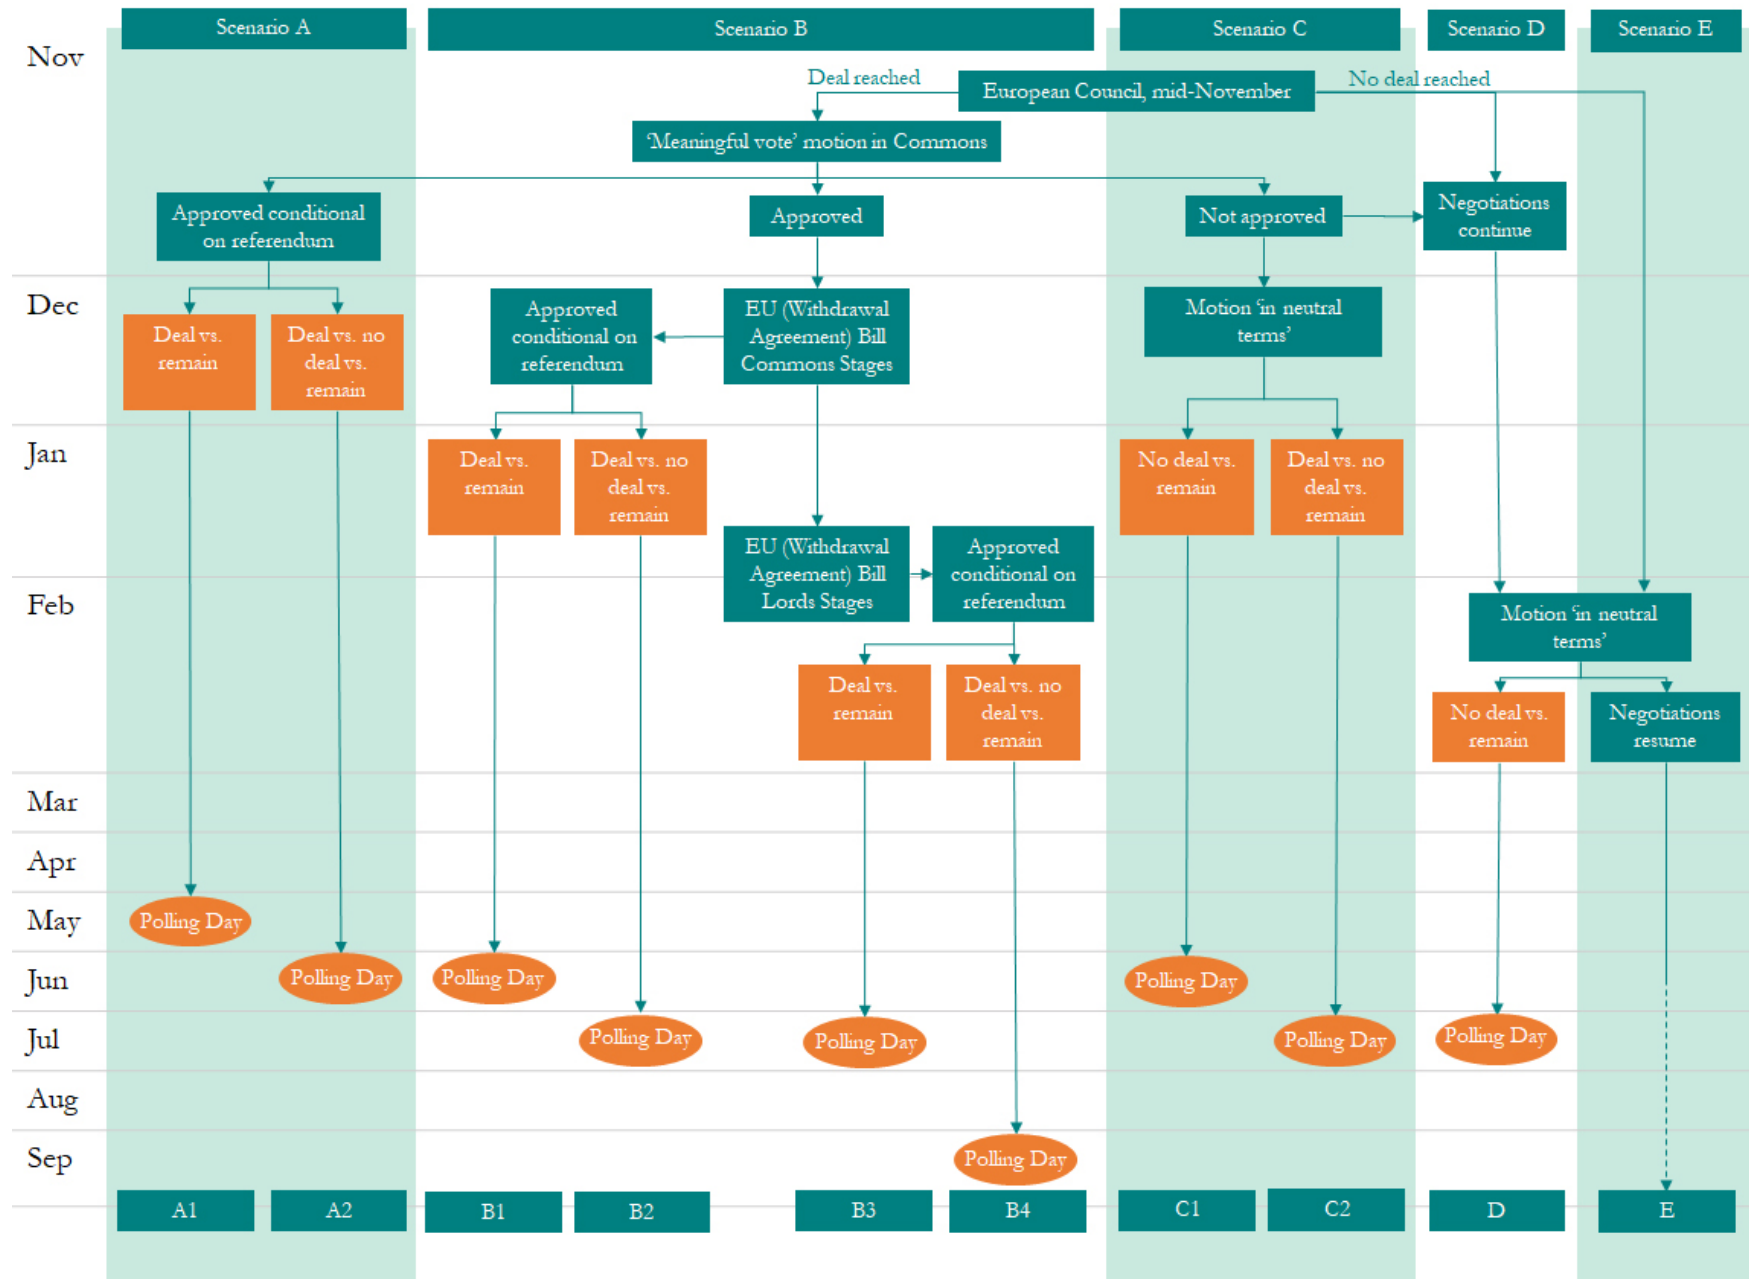 Scenario A
Scenario B
Scenario C
Scenario D
Scenario E
Nov
Deal reached
European Council, mid-November
No deal reached
‘Meaningful vote’ motion in Commons
Approved conditional
on referendum
Approved
Not approved
Negotiations
continue
Dec
Deal vs.
remain
Deal vs. no
deal vs.
remain
Approved
conditional on
referendum
EU (Withdrawal
Agreement) Bill
Commons Stages
Motion ‘in neutral
terms’
Jan
Deal vs.
remain
Deal vs. no
deal vs.
remain
No deal vs.
remain
Deal vs. no
deal vs.
remain
EU (Withdrawal
Agreement) Bill
Lords Stages
Approved
conditional on
referendum
Feb
Motion ‘in neutral
terms’
Deal vs.
remain
Deal vs. no
deal vs.
remain
No deal vs.
remain
Negotiations
resume
Mar
Apr
May
Polling Day
Jun
Polling Day
Polling Day
Polling Day
Jul
Polling Day
Polling Day
Polling Day
Polling Day
Aug
Sep
Polling Day
A1
A2
B1
B2
B3
B4
C1
C2
D
E